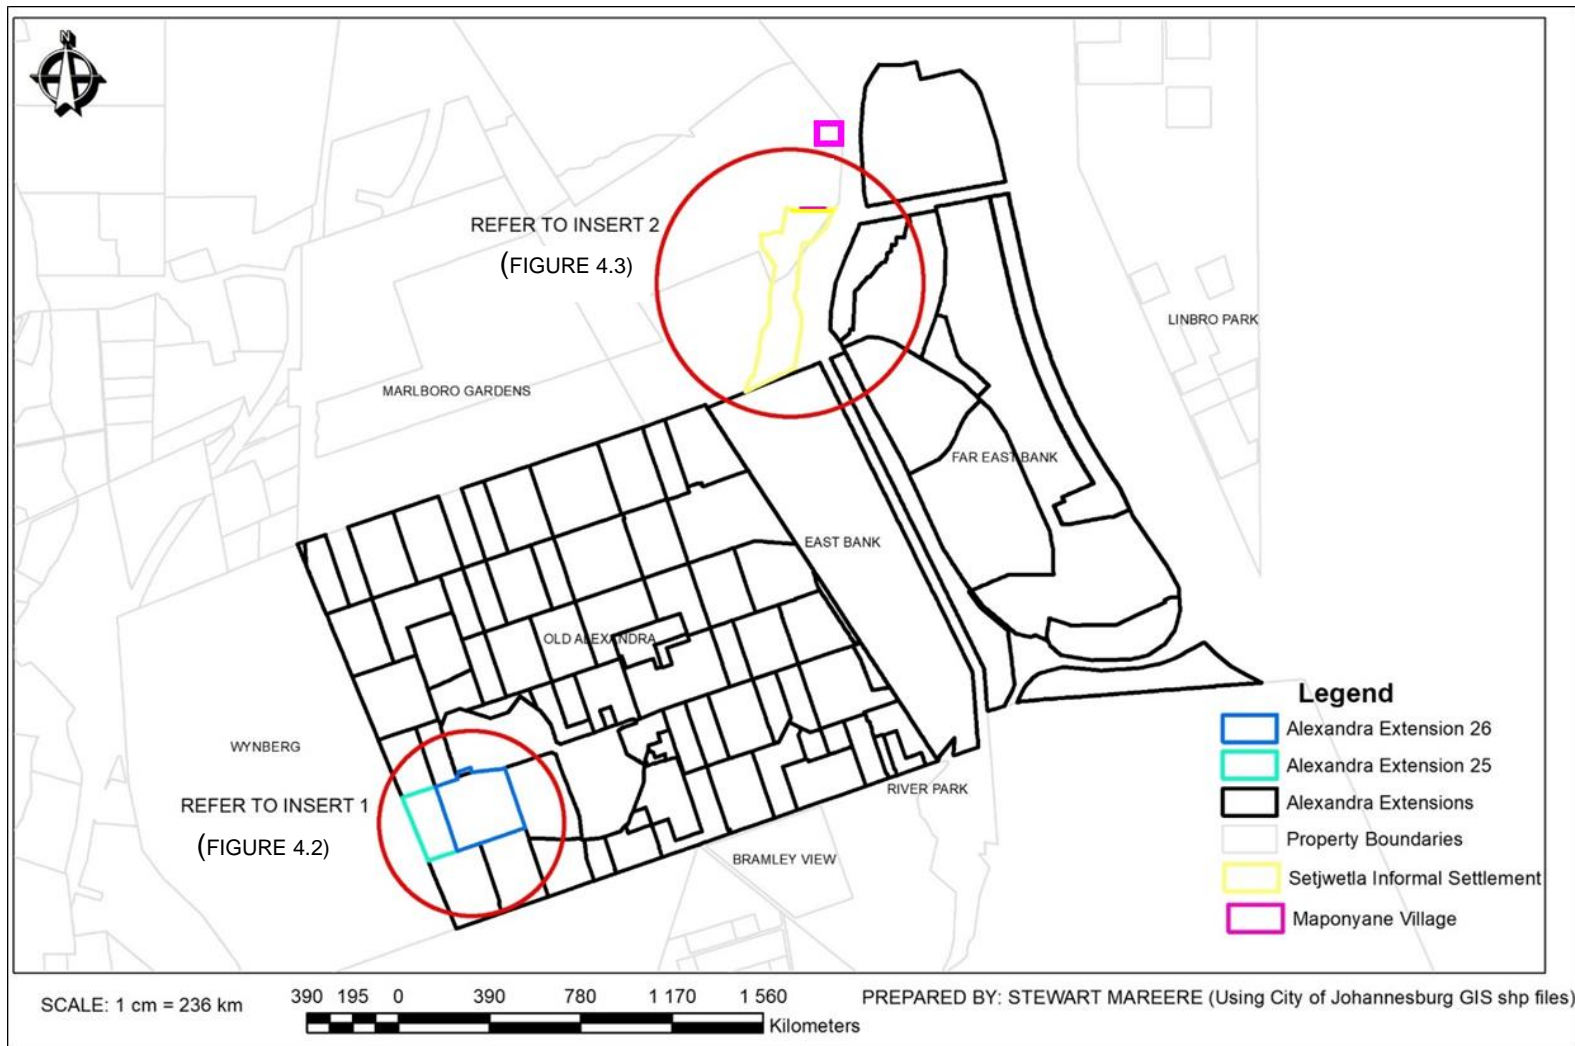 N
REFER TO INSERT 2
(FIGURE 4.3)
LINBRO PARK
MARLBORO GARDENS
FAR EAST BANK
EAST BANK
OLD ALEXANDRA
WYNBERG
REFER TO INSERT 1
(FIGURE 4.2)
RIVER PARK
BRAMLEY VIEW
Legend
Alexandra Extension 26
Alexandra Extension 25
Alexandra Extensions
Property Boundaries
Setjwetla Informal Settlement
Maponyane Village
SCALE: 1 cm = 236 km
390 195 0 390 780 1 170 1 560
Kilometers
PREPARED BY: STEWART MAREERE (Using City of Johannesburg GIS shp files)